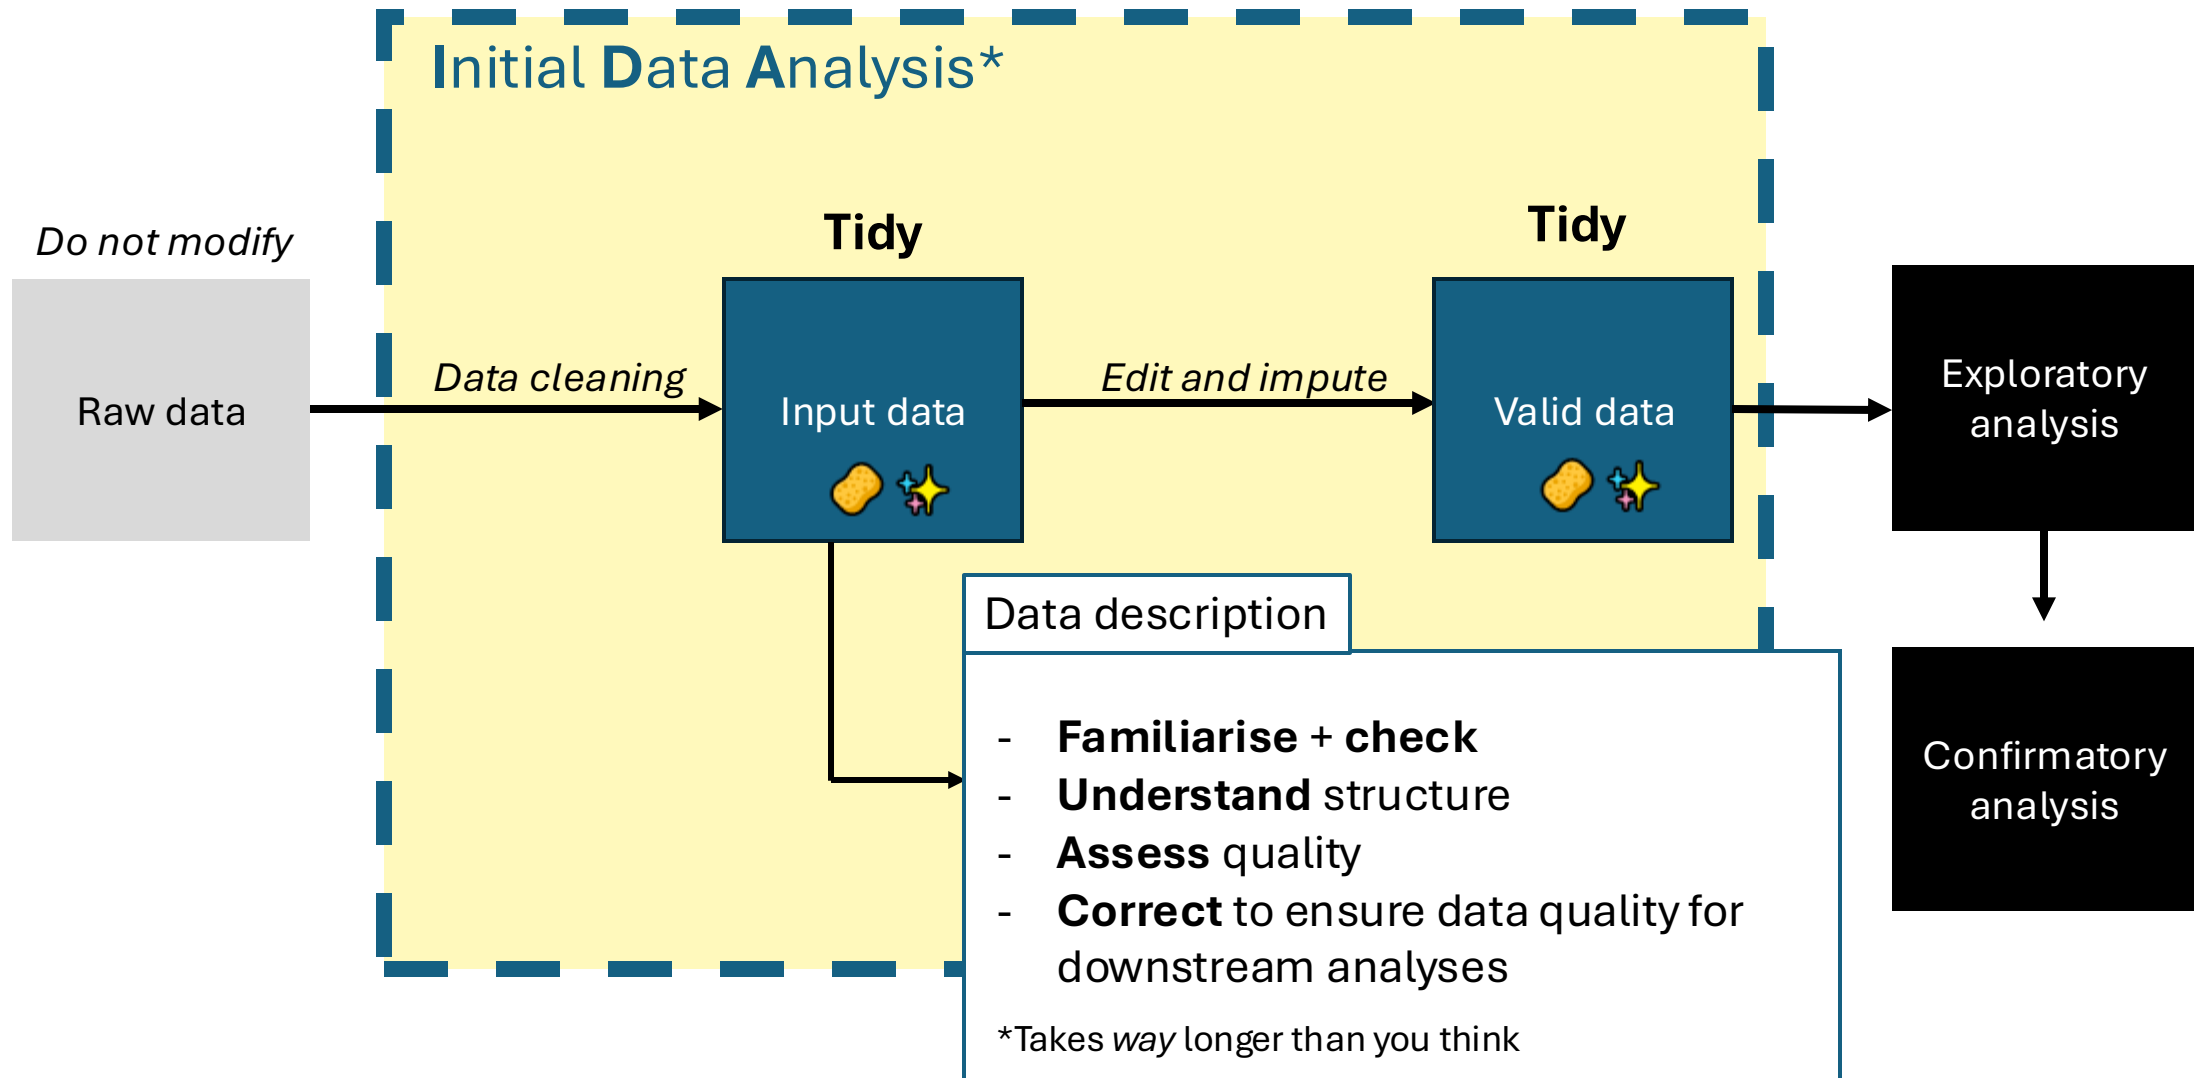 Initial Data Analysis*
Do not modify
Raw data
Data cleaning
Tidy
Input data
Edit and impute
Tidy
Valid data
Exploratory
analysis
Confirmatory
analysis
Data description
- Familiarise + check
- Understand structure
- Assess quality
- Correct to ensure data quality for
downstream analyses
*Takes way longer than you think